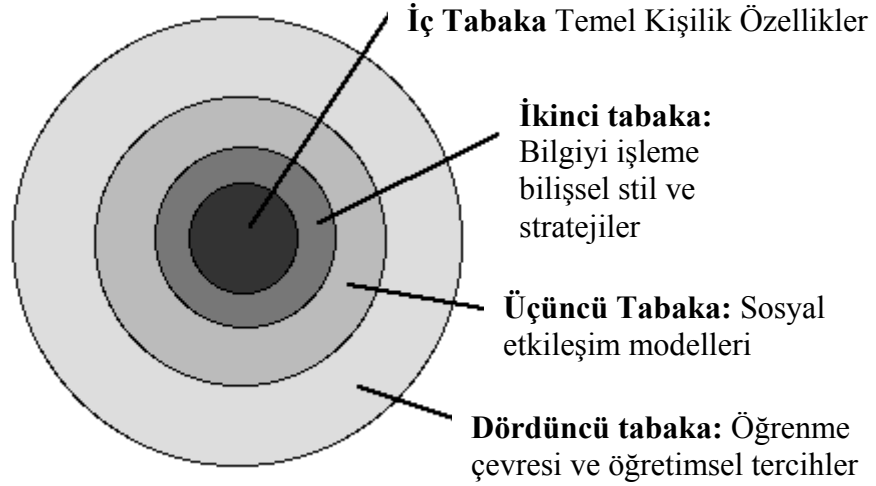 İç Tabaka Temel Kişilik Özellikler
İkinci tabaka:
Bilgiyi işleme
bilişsel stil ve
stratejiler
Üçüncü Tabaka: Sosyal
etkileşim modelleri
Dördüncü tabaka: Öğrenme
çevresi ve öğretimsel tercihler